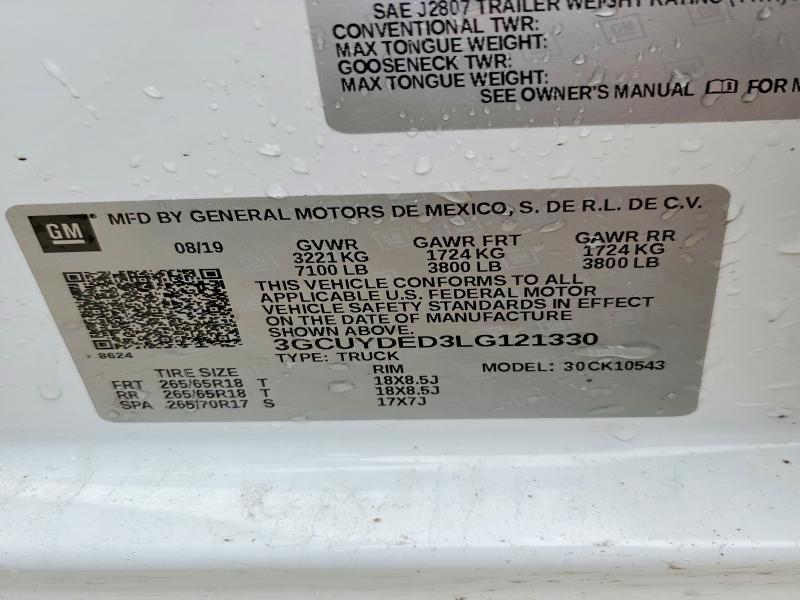 SAE J2807 TRAILER WEIGHT RATING (TWR)
CONVENTIONAL TWR:
MAX TONGUE WEIGHT:
GOOSENECK TWR:
MAX TONGUE WEIGHT:
SEE OWNER'S MANUAL FOR M
GM MFD BY GENERAL MOTORS DE MEXICO, S. DE R.L. DE C.V.
08/19 GVWR GAWR FRT GAWR RR
3221 KG 1724 KG 1724 KG
7100 LB 3800 LB 3800 LB
THIS VEHICLE CONFORMS TO ALL
APPLICABLE U.S. FEDERAL MOTOR
VEHICLE SAFETY STANDARDS IN EFFECT
ON THE DATE OF MANUFACTURE
SHOWN ABOVE.
8624
3GCUYDED3LG121330
TYPE: TRUCK MODEL: 30CK10543
TIRE SIZE RIM
FRT 265/65R18 T 18X8.5J
RR 265/65R18 T 18X8.5J
SPA 265/70R17 S 17X7J